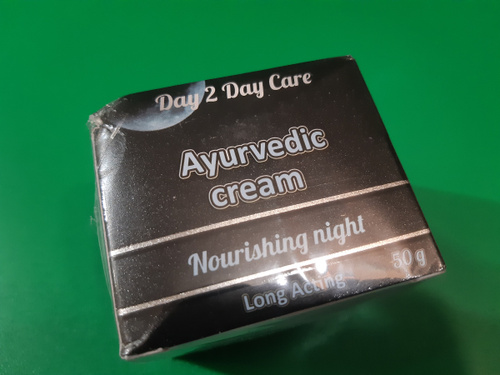 Day 2 Day Care
Ayurvedic
cream
Nourishing night
50 g
Long Acting